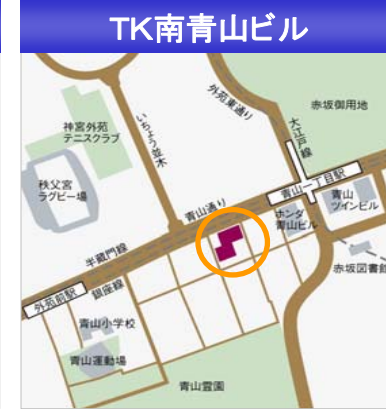 TK南青山ビル
外苑東通り
赤坂御用地
いちょう並木
大江戸線
神宮外苑
テニスクラブ
秩父宮
ラグビー場
青山一丁目駅
青山
ツインビル
青山通り
ホンダ
青山ビル
半蔵門線
赤坂図書館
外苑前駅
銀座線
青山小学校
青山運動場
青山霊園